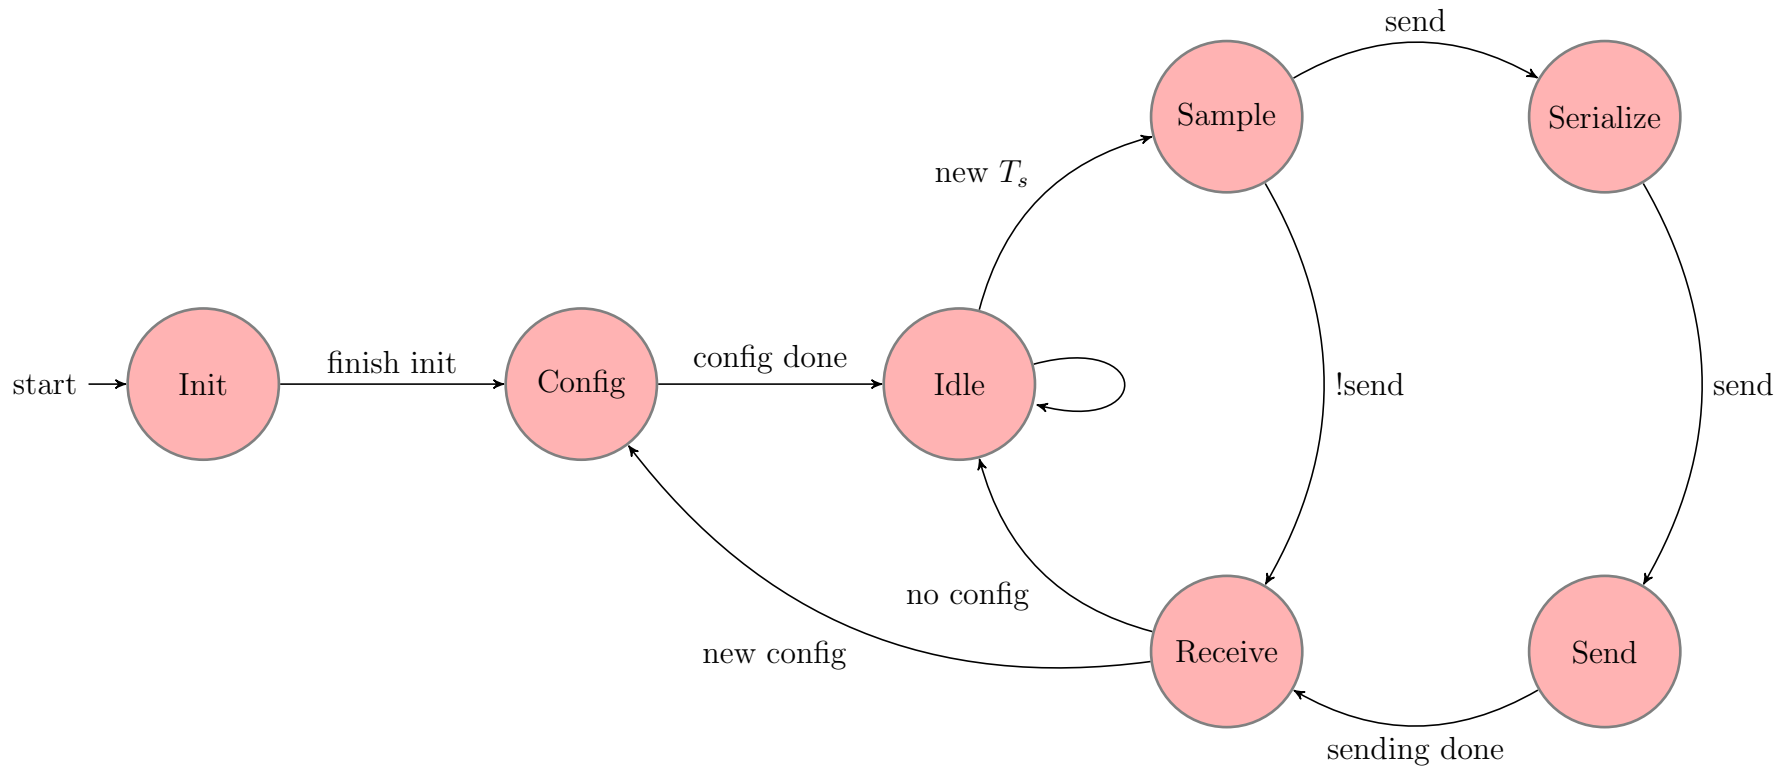 send
Sample
Serialize
new $T_s$
start
Init
finish init
Config
config done
Idle
!send
send
no config
new config
Receive
Send
sending done